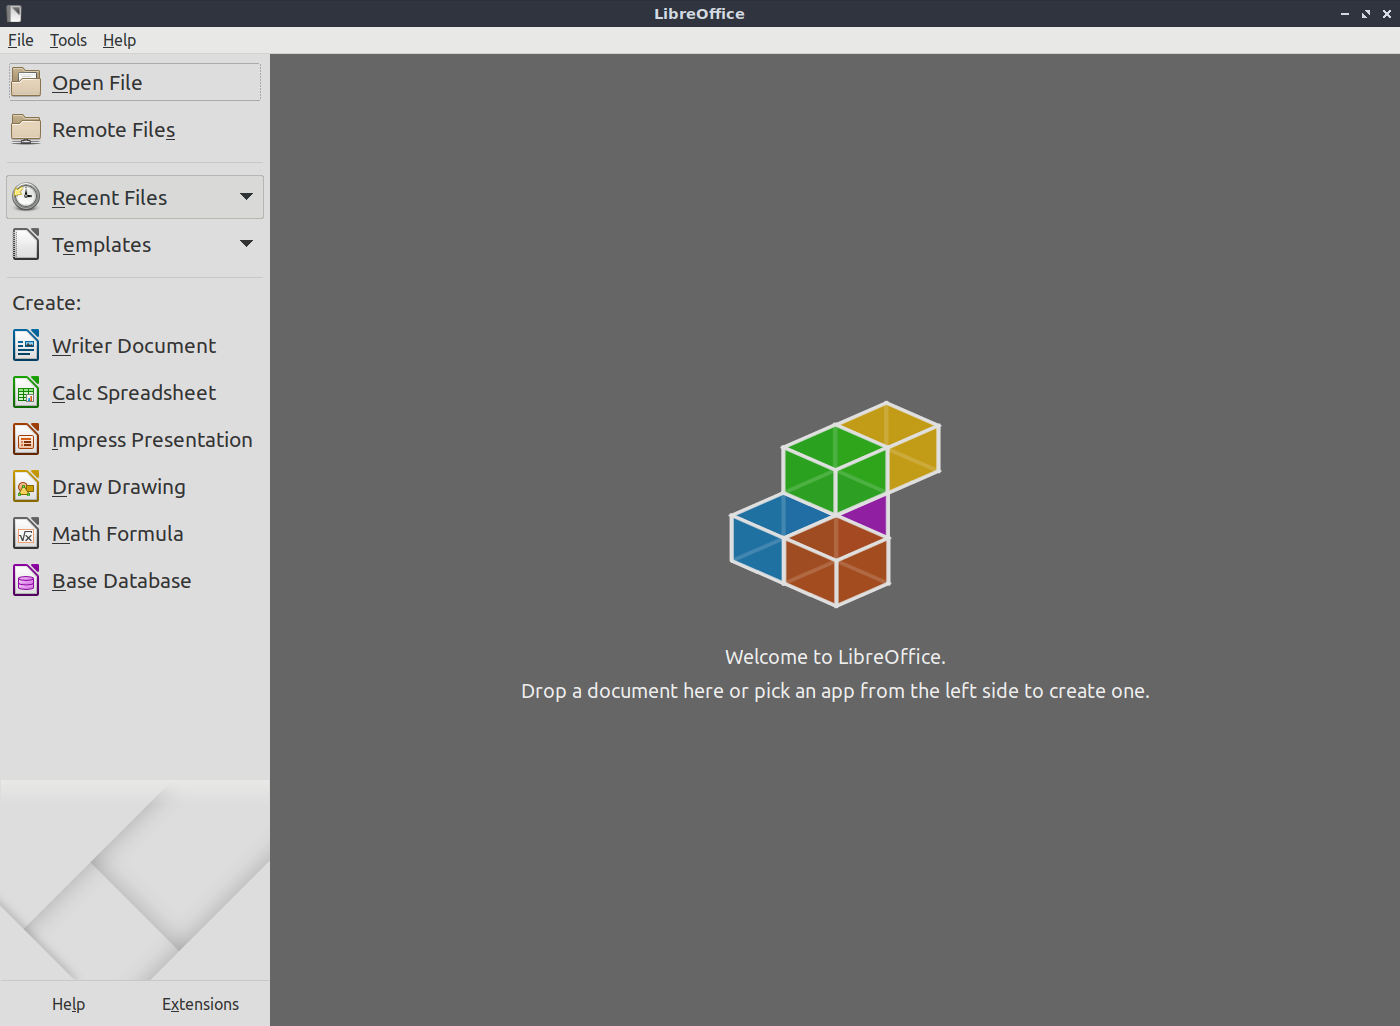 LibreOffice
File Tools Help
Open File
Remote Files
Recent Files
Templates
Create:
Writer Document
Calc Spreadsheet
Impress Presentation
Draw Drawing
Math Formula
Base Database
Welcome to LibreOffice.
Drop a document here or pick an app from the left side to create one.
Help Extensions